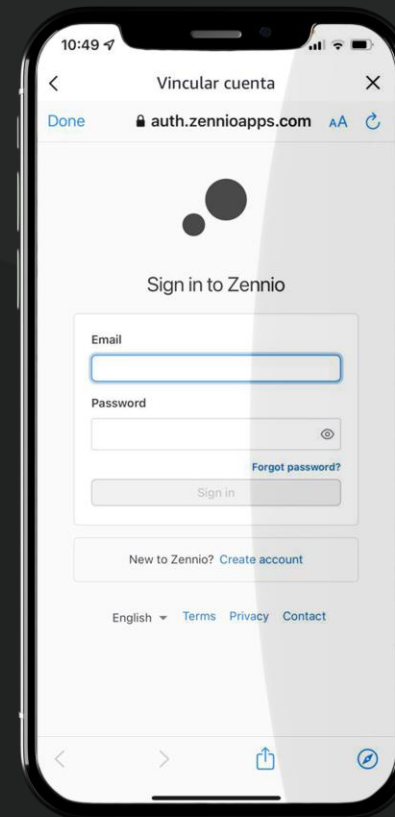 10:49
Vincular cuenta
Done auth.zennioapps.com AA
Sign in to Zennio
Email
Password
Forgot password?
Sign in
New to Zennio? Create account
English Terms Privacy Contact